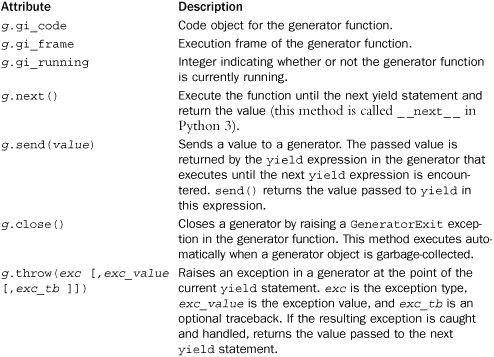 Attribute Description
g.gi_code Code object for the generator function.
g.gi_frame Execution frame of the generator function.
g.gi_running Integer indicating whether or not the generator function
is currently running.
g.next() Execute the function until the next yield statement and
return the value (this method is called __next__ in
Python 3).
g.send(value) Sends a value to a generator. The passed value is
returned by the yield expression in the generator that
executes until the next yield expression is encoun-
tered. send() returns the value passed to yield in
this expression.
g.close() Closes a generator by raising a GeneratorExit excep-
tion in the generator function. This method executes auto-
matically when a generator object is garbage-collected.
g.throw(exc [,exc_value Raises an exception in a generator at the point of the
[,exc_tb ]]) current yield statement. exc is the exception type,
exc_value is the exception value, and exc_tb is an
optional traceback. If the resulting exception is caught
and handled, returns the value passed to the next
yield statement.